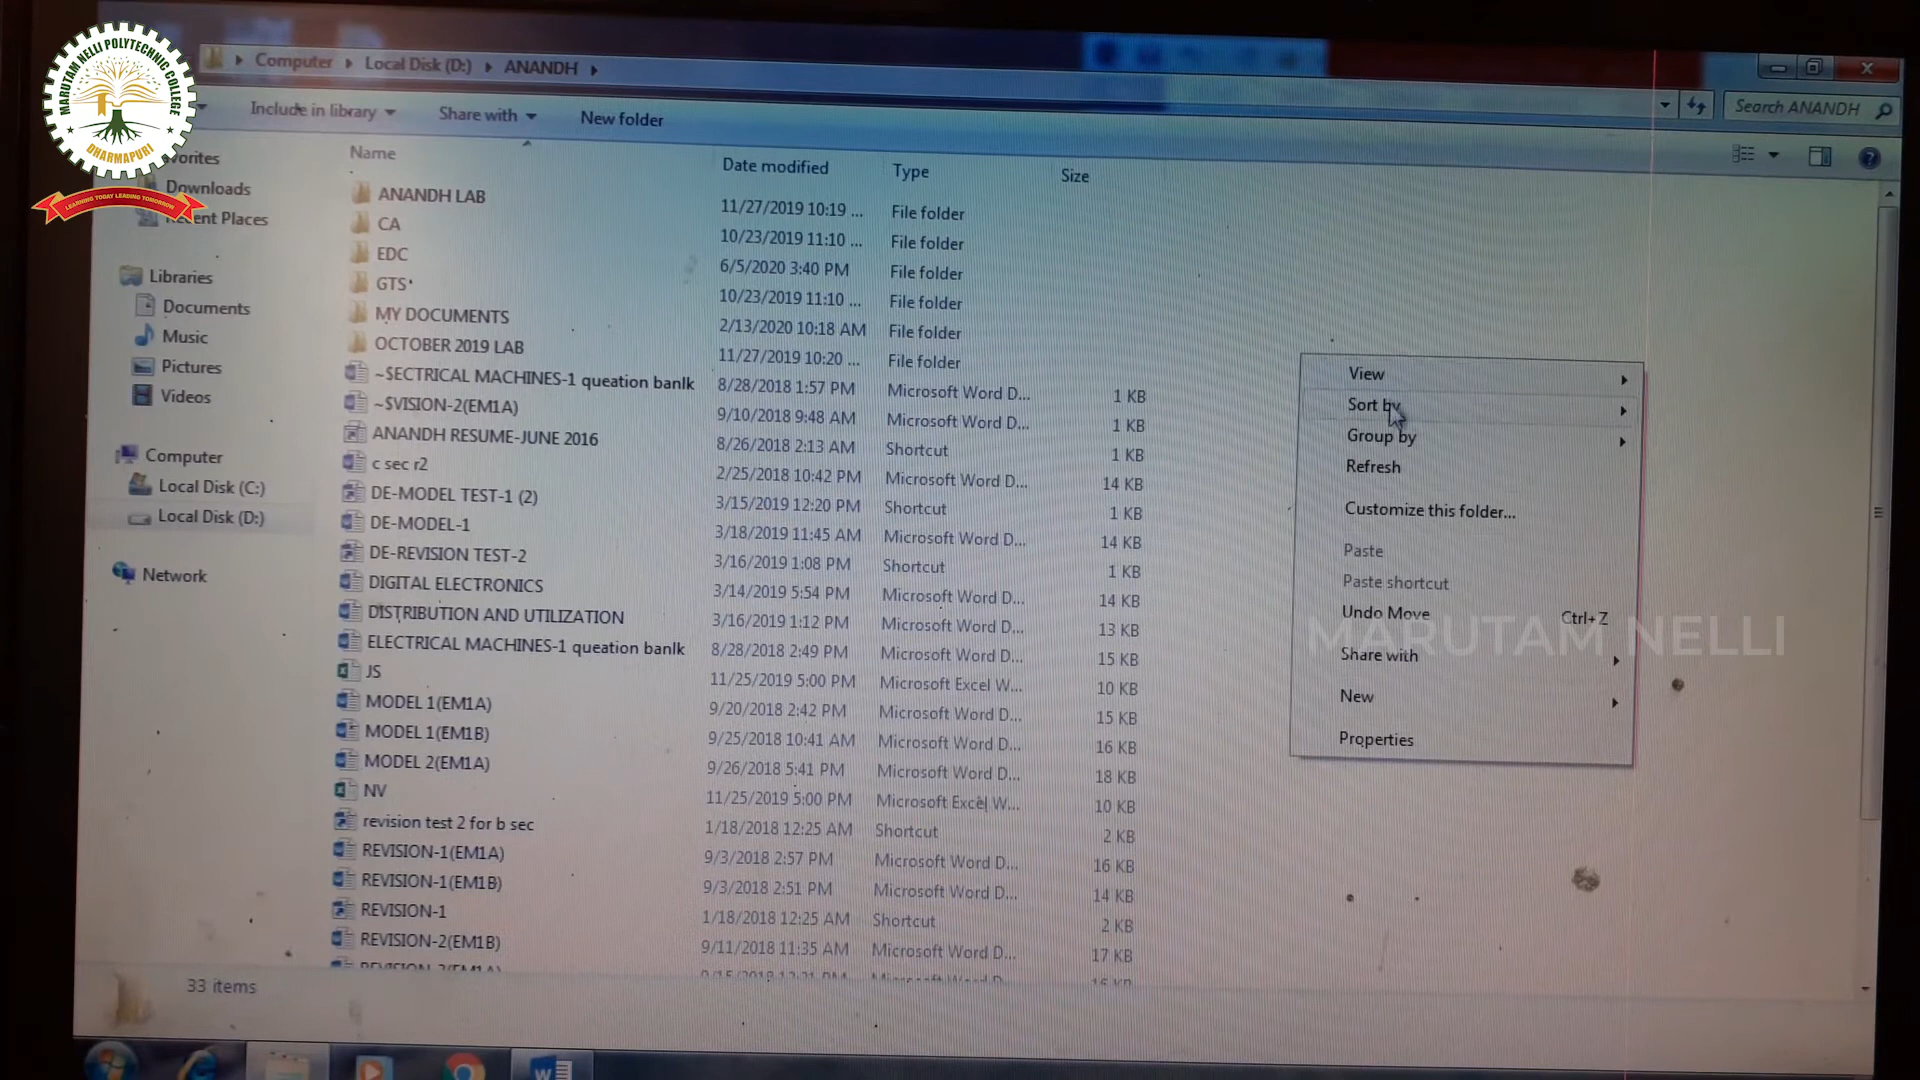 MARUTAM NELLI POLYTECHNIC COLLEGE
DHARMAPURI
LEARNING TODAY LEADING TOMORROW
Computer Local Disk (D:) ANANDH
Search ANANDH
Include in library Share with New folder
Name Date modified Type Size
Downloads
Libraries
Documents
Music
Pictures
Videos
Computer
Local Disk (C:)
Local Disk (D:)
Network
ANANDH LAB 11/27/2019 10:19 ... File folder
CA 10/23/2019 11:10 ... File folder
EDC 6/5/2020 3:40 PM File folder
GTS 10/23/2019 11:10 ... File folder
MY DOCUMENTS 2/13/2020 10:18 AM File folder
OCTOBER 2019 LAB 11/27/2019 10:20 ... File folder
~$ECTRICAL MACHINES-1 queation banlk 8/28/2018 1:57 PM Microsoft Word D... 1 KB
~$VISION-2(EM1A) 9/10/2018 9:48 AM Microsoft Word D... 1 KB
ANANDH RESUME-JUNE 2016 8/26/2018 2:13 AM Shortcut 1 KB
c sec r2 2/25/2018 10:42 PM Microsoft Word D... 14 KB
DE-MODEL TEST-1 (2) 3/15/2019 12:20 PM Shortcut 1 KB
DE-MODEL-1 3/18/2019 11:45 AM Microsoft Word D... 14 KB
DE-REVISION TEST-2 3/16/2019 1:08 PM Shortcut 1 KB
DIGITAL ELECTRONICS 3/14/2019 5:54 PM Microsoft Word D... 14 KB
DISTRIBUTION AND UTILIZATION 3/16/2019 1:12 PM Microsoft Word D... 13 KB
ELECTRICAL MACHINES-1 queation banlk 8/28/2018 2:49 PM Microsoft Word D... 15 KB
JS 11/25/2019 5:00 PM Microsoft Excel W... 10 KB
MODEL 1(EM1A) 9/20/2018 2:42 PM Microsoft Word D... 15 KB
MODEL 1(EM1B) 9/25/2018 10:41 AM Microsoft Word D... 16 KB
MODEL 2(EM1A) 9/26/2018 5:41 PM Microsoft Word D... 18 KB
NV 11/25/2019 5:00 PM Microsoft Excel W... 10 KB
revision test 2 for b sec 1/18/2018 12:25 AM Shortcut 2 KB
REVISION-1(EM1A) 9/3/2018 2:57 PM Microsoft Word D... 16 KB
REVISION-1(EM1B) 9/3/2018 2:51 PM Microsoft Word D... 14 KB
REVISION-1 1/18/2018 12:25 AM Shortcut 2 KB
REVISION-2(EM1B) 9/11/2018 11:35 AM Microsoft Word D... 17 KB
View
Sort by
Group by
Refresh
Customize this folder...
Paste
Paste shortcut
Undo Move Ctrl+Z
Share with
New
Properties
MARUTAM NELLI
33 items